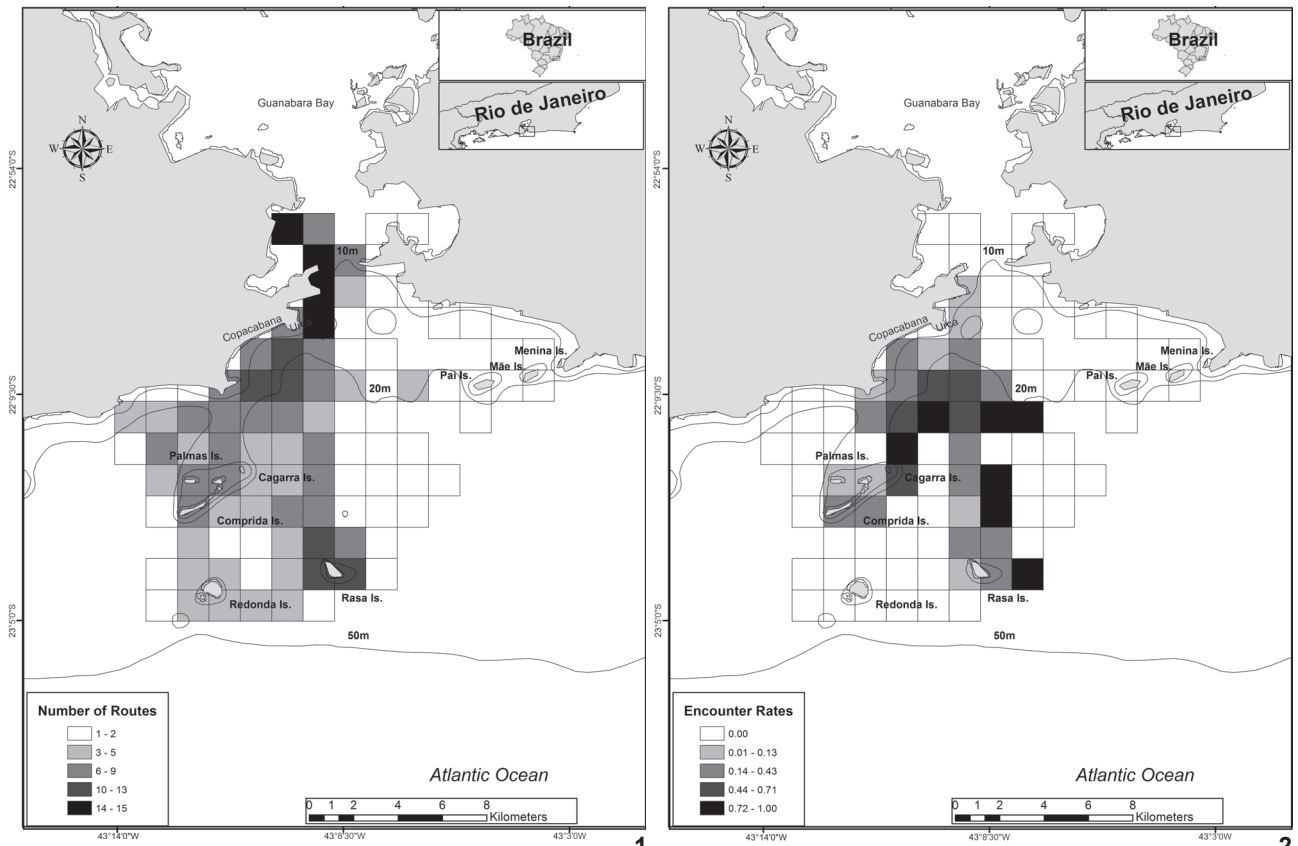 Brazil
Rio de Janeiro
Guanabara Bay
N
W E
S
22°54'0"S
10m
Copacabana
Urca
Menina Is.
Mãe Is.
Pai Is.
20m
22°9'30"S
Palmas Is.
Cagarra Is.
Comprida Is.
Redonda Is.
Rasa Is.
23°5'0"S
50m
Number of Routes
1 - 2
3 - 5
6 - 9
10 - 13
14 - 15
Atlantic Ocean
0 1 2 4 6 8
Kilometers
43°14'0"W 43°8'30"W 43°3'0"W
1
Brazil
Rio de Janeiro
Guanabara Bay
N
W E
S
22°54'0"S
10m
Copacabana
Urca
Menina Is.
Mãe Is.
Pai Is.
20m
22°9'30"S
Palmas Is.
Cagarra Is.
Comprida Is.
Redonda Is.
Rasa Is.
23°5'0"S
50m
Encounter Rates
0.00
0.01 - 0.13
0.14 - 0.43
0.44 - 0.71
0.72 - 1.00
Atlantic Ocean
0 1 2 4 6 8
Kilometers
43°14'0"W 43°8'30"W 43°3'0"W
2